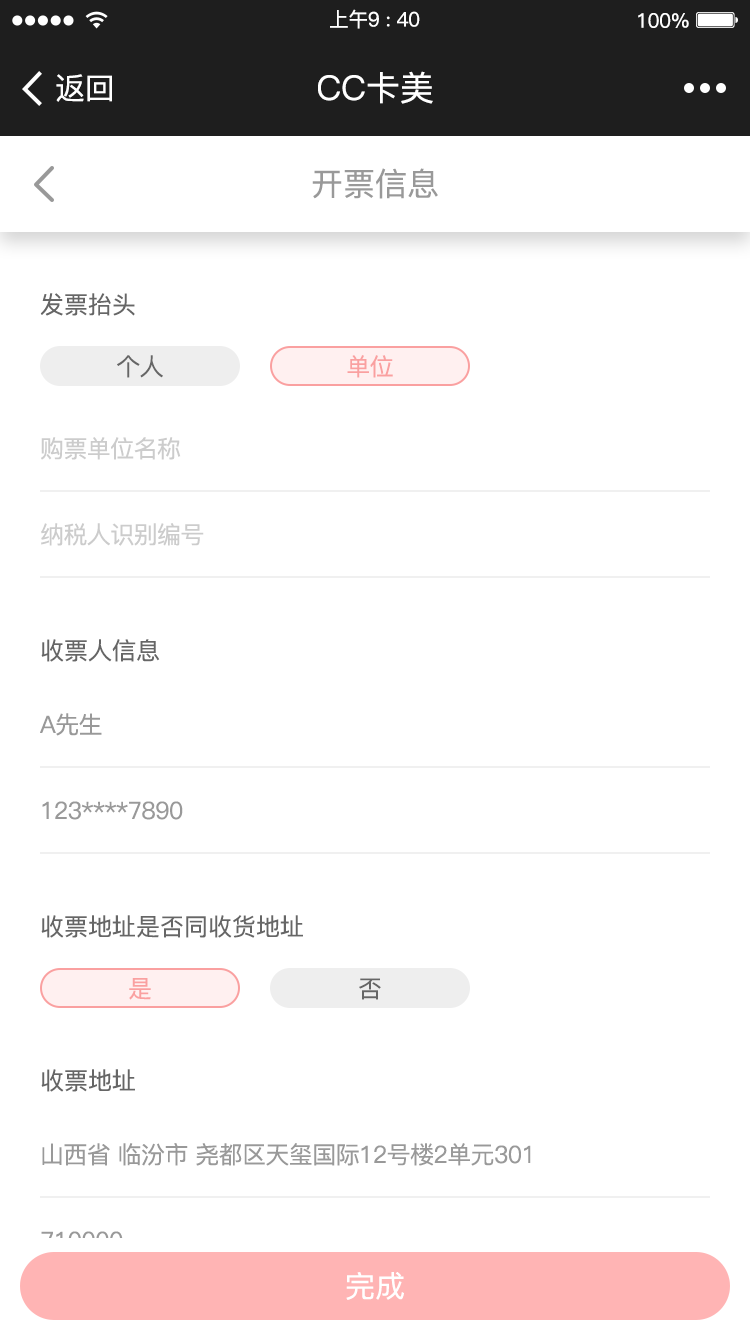 上午9 : 40
100%
返回
CC卡美
开票信息
发票抬头
个人
单位
购票单位名称
纳税人识别编号
收票人信息
A先生
123****7890
收票地址是否同收货地址
是
否
收票地址
山西省 临汾市 尧都区天玺国际12号楼2单元301
完成